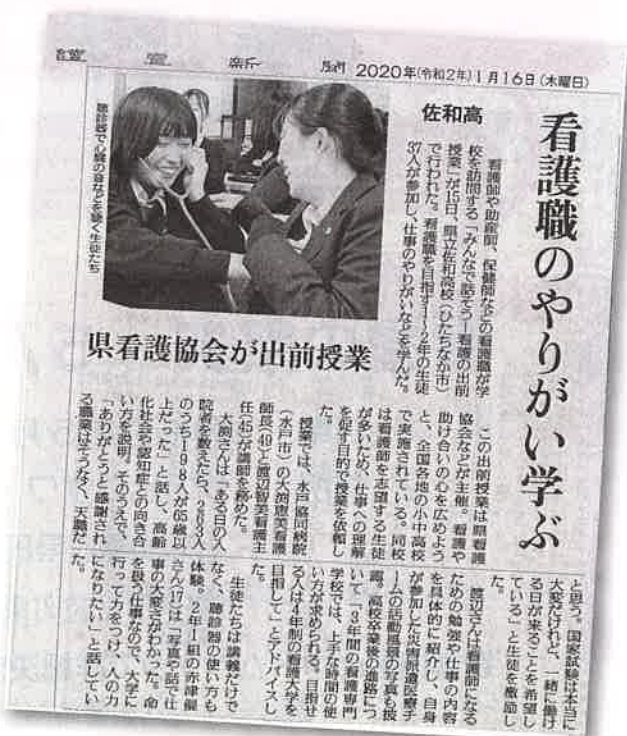 讀賣新聞 2020年(令和2年)1月16日(木曜日)
看護職のやりがい学ぶ
佐和高
県看護協会が出前授業
聴診器で心臓の音などを聴く生徒たち
看護師や助産師、保健師などの看護職が学
校を訪問する「みんなで話そう―看護の出前
授業」が15日、県立佐和高校(ひたちなか市)
で行われた。看護職を目指す1~2年の生徒
37人が参加し、仕事のやりがいなどを学んだ。
この出前授業は県看護
協会などが主催。看護や
助け合いの心を広めよう
と、全国各地の小中高校
で実施されている。同校
は看護師を志望する生徒
が多いため、仕事への理解
を促す目的で授業を依頼し
た。
授業では、水戸協同病院
(水戸市)の大渕恵美看護
師長(49)と渡辺智美看護主
任(45)が講師を務めた。
大渕さんは「ある日の入
院者を数えたら、263人
のうち198人が65歳以
上だった」と話し、高齢
化社会や認知症との向き合
い方を説明。そのうえで、
「ありがとうと感謝され
る職業はそうなく、天職だ
と思う。国家試験は本当に
大変だけれど、一緒に働け
る日が来ることを希望し
ている」と生徒を激励し
た。
渡辺さんは看護師になる
ための勉強や仕事の内容
を具体的に紹介し、自身
が参加した災害派遣医療チ
ームの活動風景の写真も披
露。高校卒業後の進路につ
いて「3年間の看護専門
学校では、上手な時間の使
い方が求められる。目指せ
る人は4年制の看護大学を
目指して」とアドバイスし
た。
生徒たちは講義だけで
なく、聴診器の使い方も
体験。2年1組の赤津
さん(17)は「写真や話で仕
事の大変さがわかった。命
を扱う仕事なので、大学に
行って力をつけ、人の力
になりたい」と話してい
た。